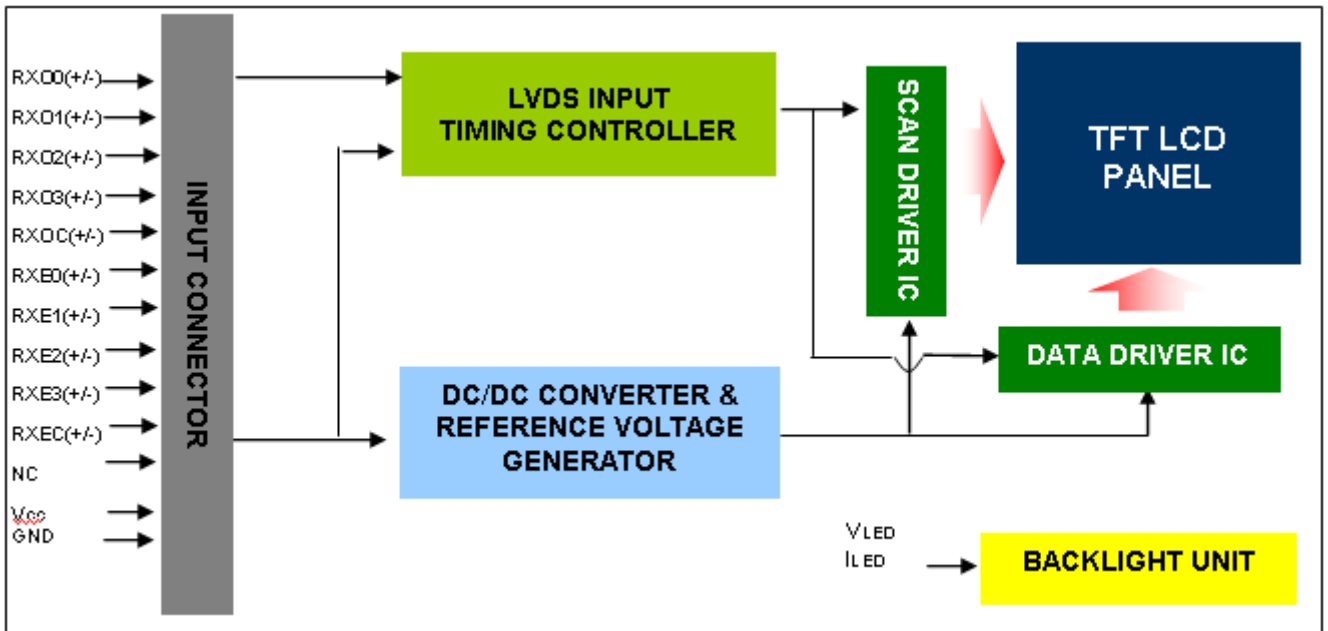 RXO0(+/-)
RXO1(+/-)
RXO2(+/-)
RXO3(+/-)
RXOC(+/-)
RXE0(+/-)
RXE1(+/-)
RXE2(+/-)
RXE3(+/-)
RXEC(+/-)
NC
Vcc
GND
INPUT CONNECTOR
LVDS INPUT
TIMING CONTROLLER
DC/DC CONVERTER &
REFERENCE VOLTAGE
GENERATOR
SCAN DRIVER IC
TFT LCD
PANEL
DATA DRIVER IC
VLED
ILED
BACKLIGHT UNIT